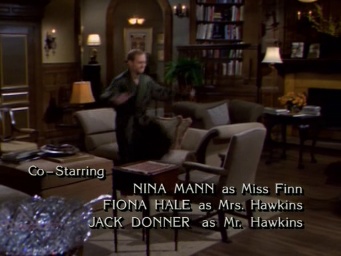 Co-Starring
NINA MANN as Miss Finn
FIONA HALE as Mrs. Hawkins
JACK DONNER as Mr. Hawkins